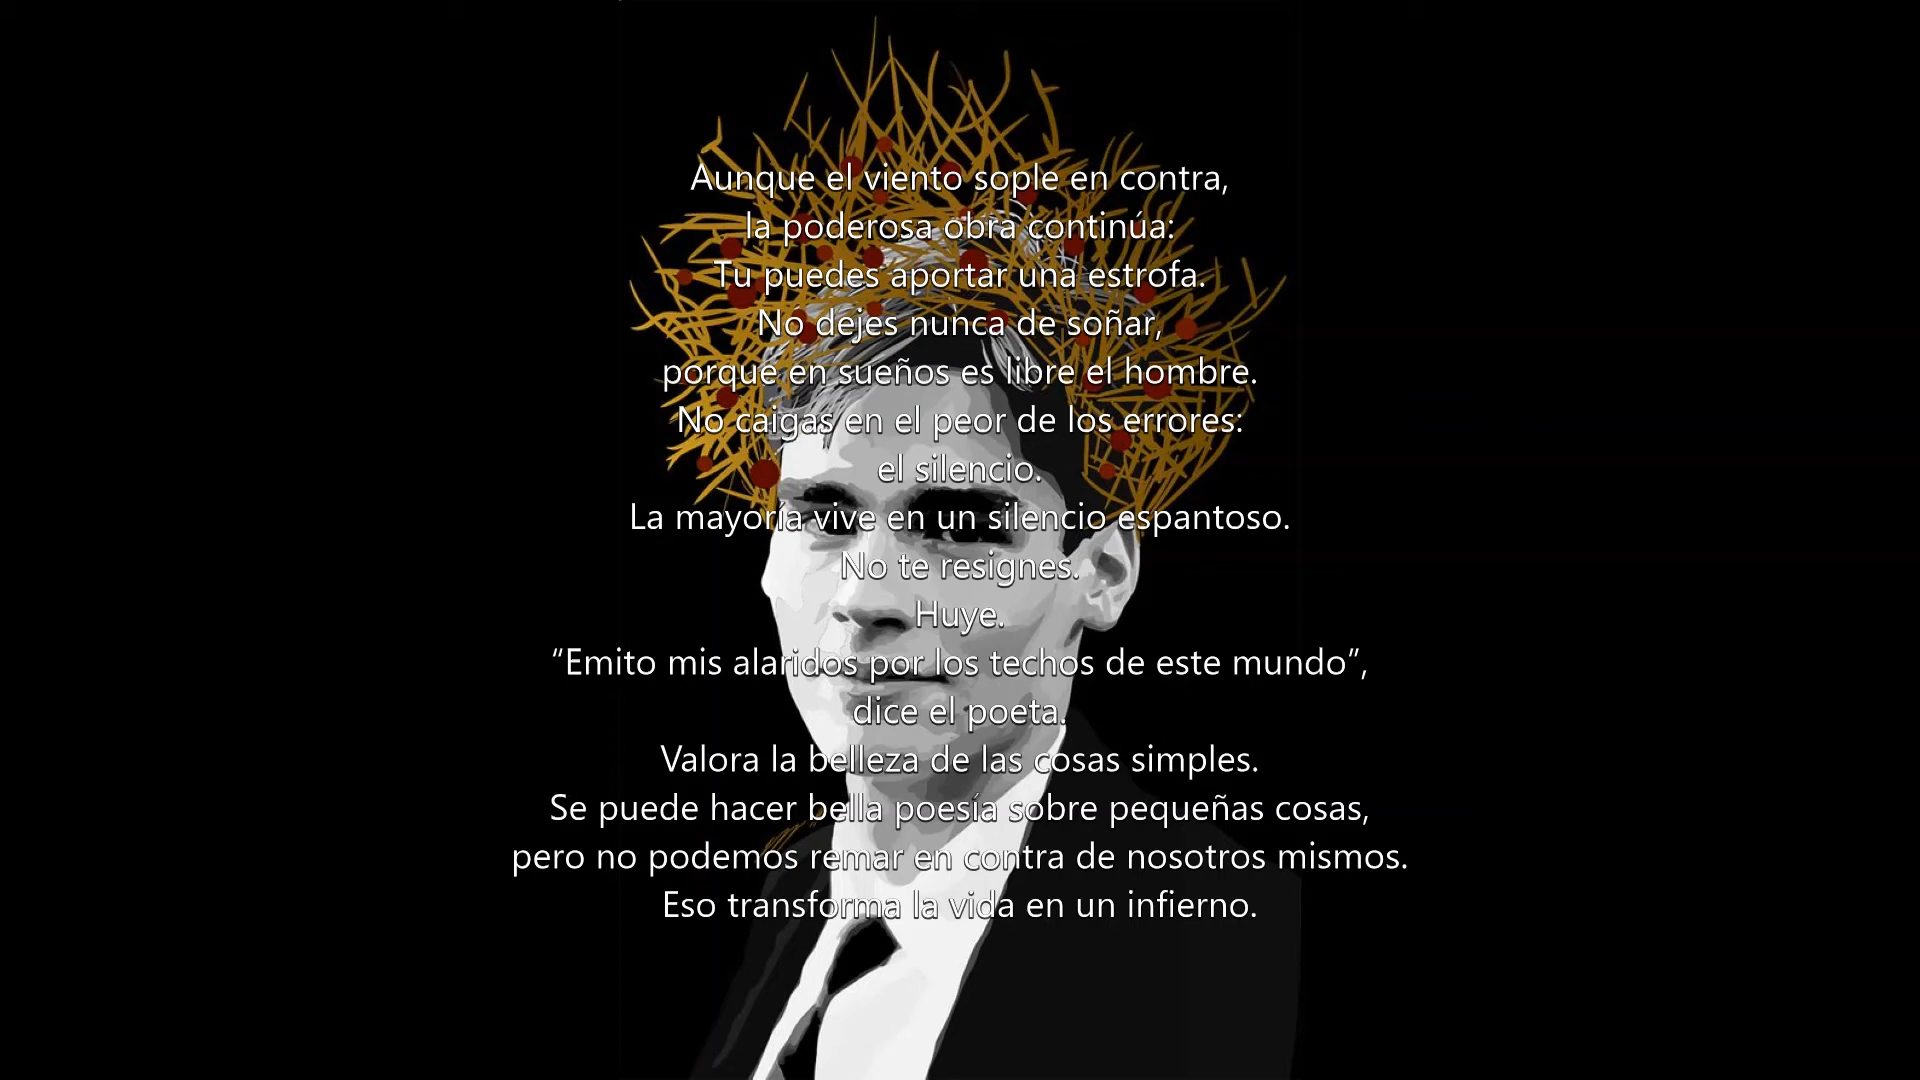 Aunque el viento sople en contra,
la poderosa obra continúa:
Tu puedes aportar una estrofa.
No dejes nunca de soñar,
porque en sueños es libre el hombre.
No caigas en el peor de los errores:
el silencio.
La mayoría vive en un silencio espantoso.
No te resignes.
Huye.
“Emito mis alaridos por los techos de este mundo”,
dice el poeta.
Valora la belleza de las cosas simples.
Se puede hacer bella poesía sobre pequeñas cosas,
pero no podemos remar en contra de nosotros mismos.
Eso transforma la vida en un infierno.